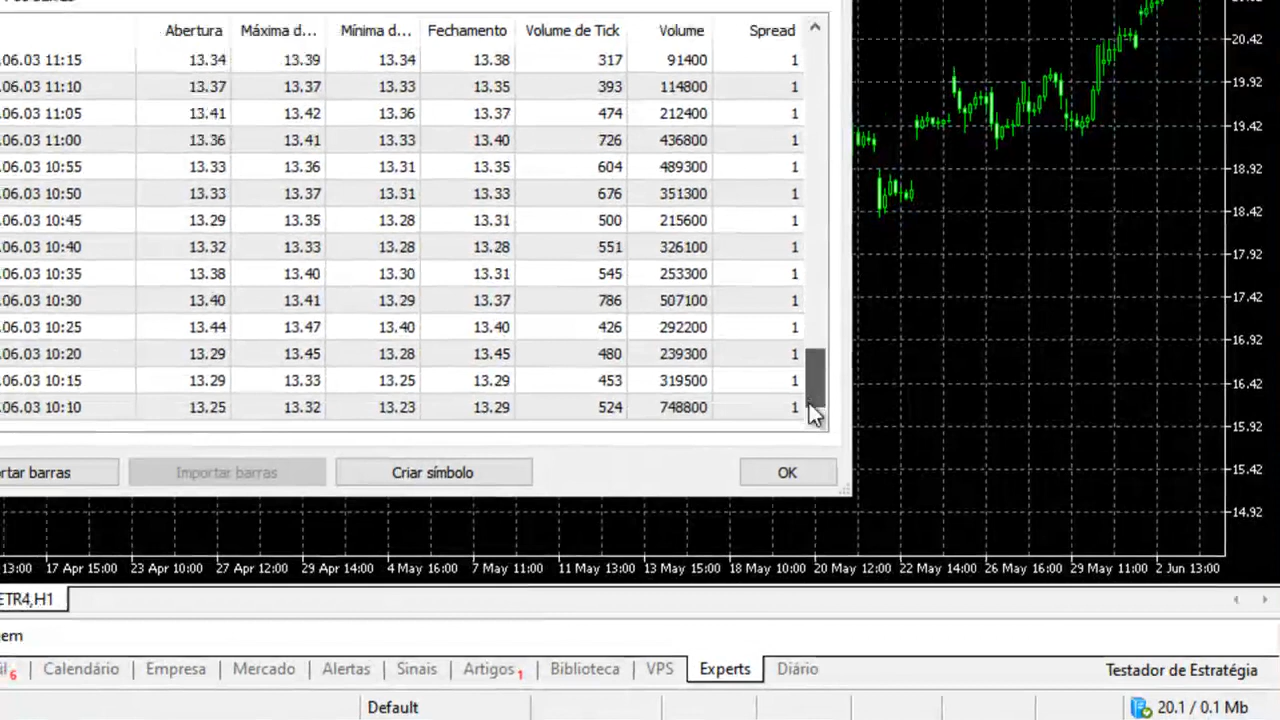 Abertura Máxima d... Mínima d... Fechamento Volume de Tick Volume Spread
.06.03 11:15 13.34 13.39 13.34 13.38 317 91400 1
.06.03 11:10 13.37 13.37 13.33 13.35 393 114800 1
.06.03 11:05 13.41 13.42 13.36 13.37 474 212400 1
.06.03 11:00 13.36 13.41 13.33 13.40 726 436800 1
.06.03 10:55 13.33 13.36 13.31 13.35 604 489300 1
.06.03 10:50 13.33 13.37 13.31 13.33 676 351300 1
.06.03 10:45 13.29 13.35 13.28 13.31 500 215600 1
.06.03 10:40 13.32 13.33 13.28 13.28 551 326100 1
.06.03 10:35 13.38 13.40 13.30 13.31 545 253300 1
.06.03 10:30 13.40 13.41 13.29 13.37 786 507100 1
.06.03 10:25 13.44 13.47 13.40 13.40 426 292200 1
.06.03 10:20 13.29 13.45 13.28 13.45 480 239300 1
.06.03 10:15 13.29 13.33 13.25 13.29 453 319500 1
.06.03 10:10 13.25 13.32 13.23 13.29 524 748800 1
rtar barras Importar barras Criar símbolo OK
20.42
19.92
19.42
18.92
18.42
17.92
17.42
16.92
16.42
15.92
15.42
14.92
13:00 17 Apr 15:00 23 Apr 10:00 27 Apr 12:00 29 Apr 14:00 4 May 16:00 7 May 11:00 11 May 13:00 13 May 15:00 18 May 10:00 20 May 12:00 22 May 14:00 26 May 16:00 29 May 11:00 2 Jun 13:00
ETR4,H1
em
il 6 Calendário Empresa Mercado Alertas Sinais Artigos 1 Biblioteca VPS Experts Diário Testador de Estratégia
Default 20.1 / 0.1 Mb